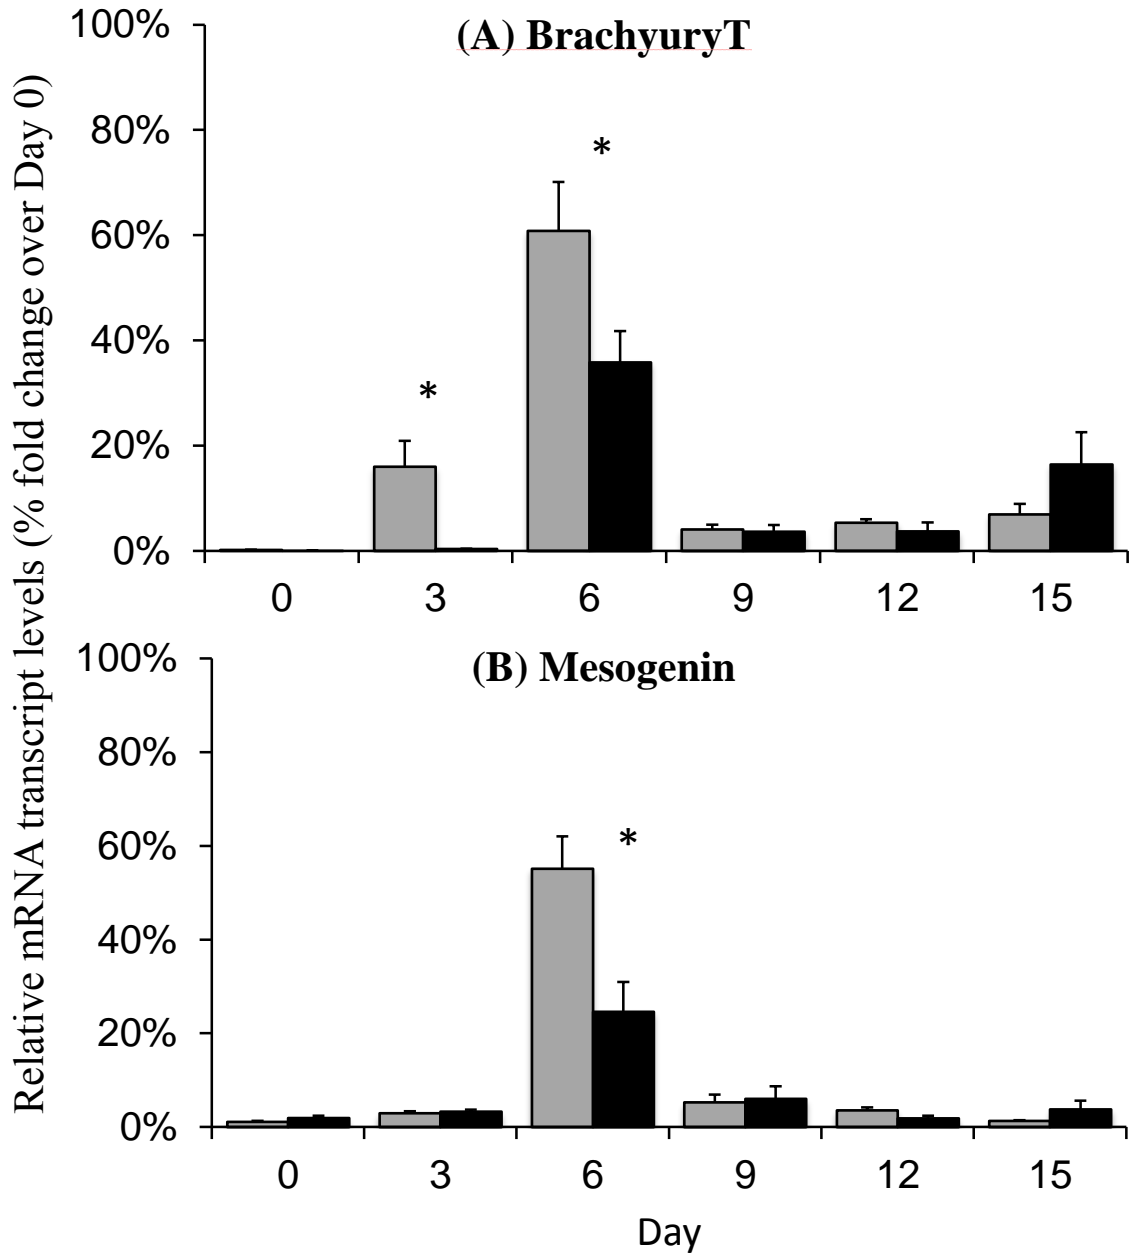 Relative mRNA transcript levels (% fold change over Day 0)
(A) BrachyuryT
100%
80%
60%
40%
20%
0%
*
*
0 3 6 9 12 15
(B) Mesogenin
100%
80%
60%
40%
20%
0%
*
0 3 6 9 12 15
Day